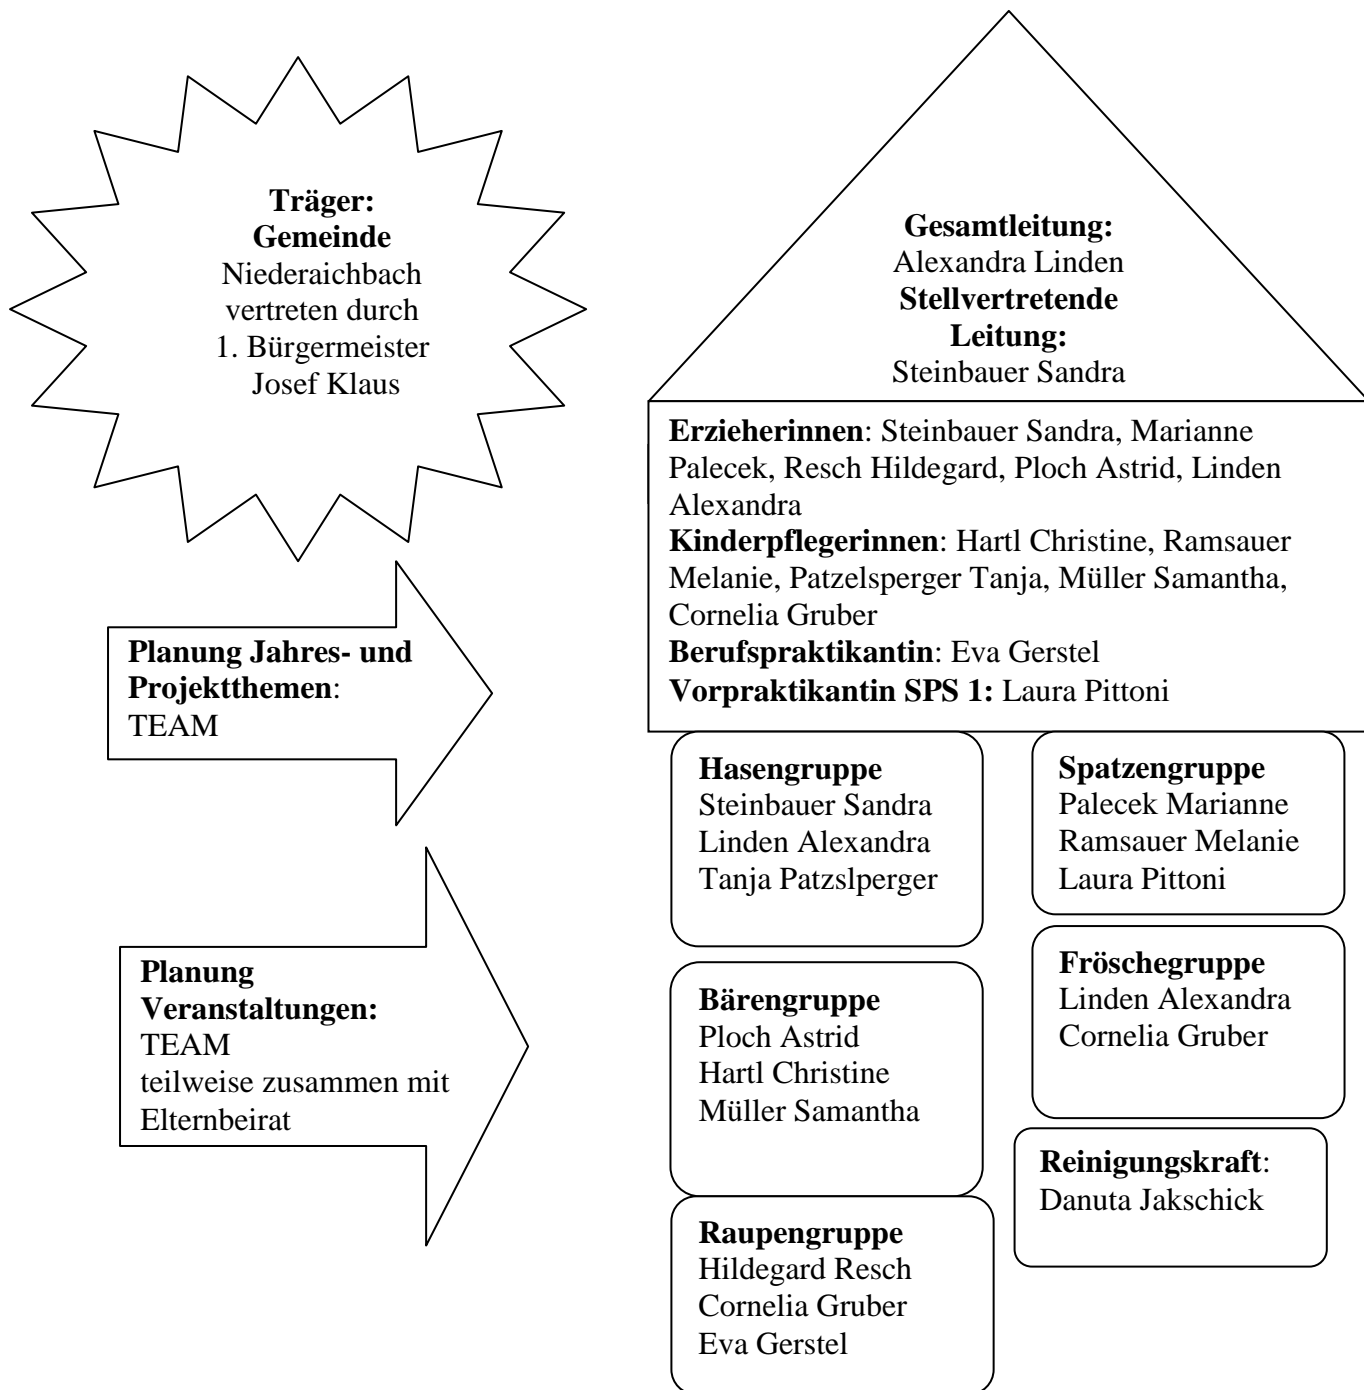 Träger:
Gemeinde
Niederaichbach
vertreten durch
1. Bürgermeister
Josef Klaus
Gesamtleitung:
Alexandra Linden
Stellvertretende
Leitung:
Steinbauer Sandra
Erzieherinnen: Steinbauer Sandra, Marianne
Palecek, Resch Hildegard, Ploch Astrid, Linden
Alexandra
Kinderpflegerinnen: Hartl Christine, Ramsauer
Melanie, Patzelsperger Tanja, Müller Samantha,
Cornelia Gruber
Berufspraktikantin: Eva Gerstel
Vorpraktikantin SPS 1: Laura Pittoni
Planung Jahres- und
Projektthemen:
TEAM
Planung
Veranstaltungen:
TEAM
teilweise zusammen mit
Elternbeirat
Hasengruppe
Steinbauer Sandra
Linden Alexandra
Tanja Patzslperger
Spatzengruppe
Palecek Marianne
Ramsauer Melanie
Laura Pittoni
Bärengruppe
Ploch Astrid
Hartl Christine
Müller Samantha
Fröschegruppe
Linden Alexandra
Cornelia Gruber
Reinigungskraft:
Danuta Jakschick
Raupengruppe
Hildegard Resch
Cornelia Gruber
Eva Gerstel